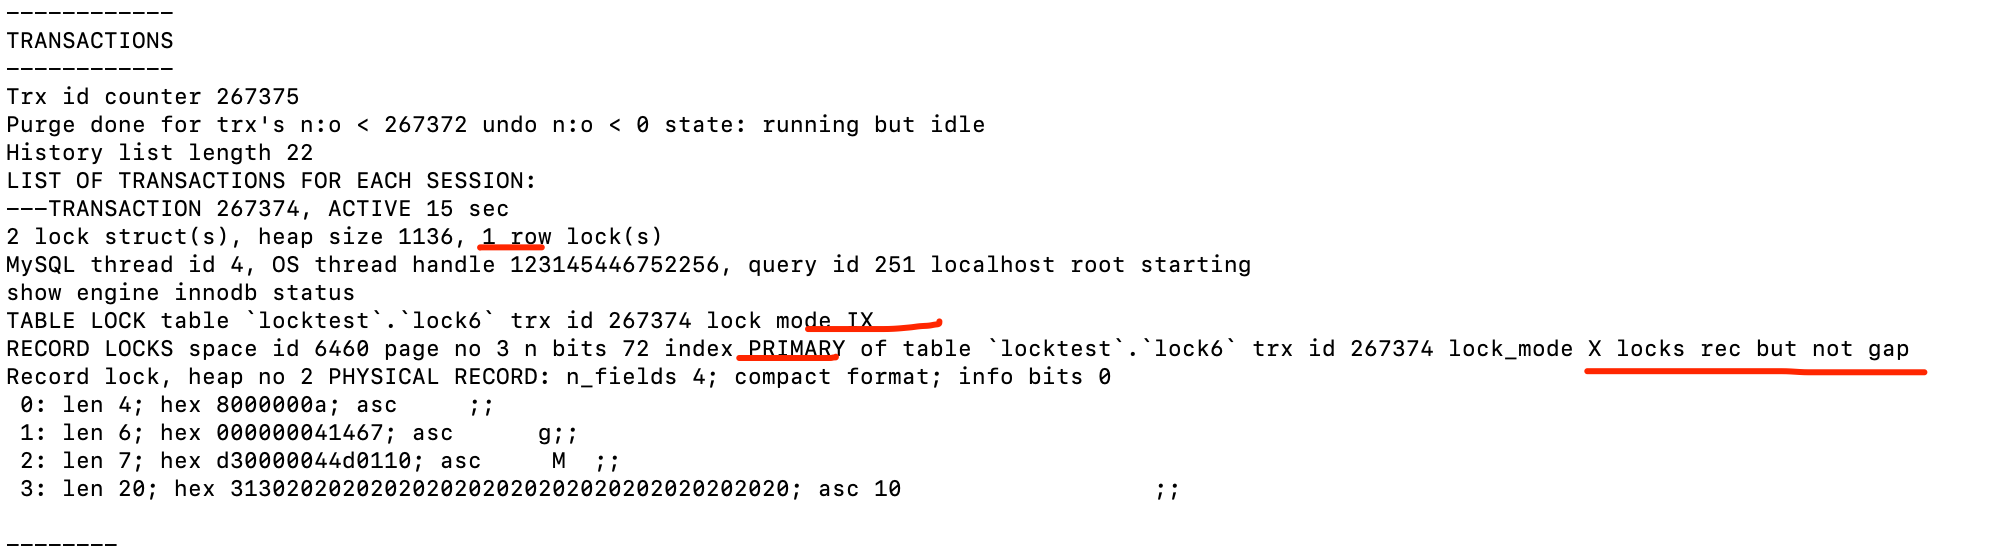 ------------
TRANSACTIONS
------------
Trx id counter 267375
Purge done for trx's n:o < 267372 undo n:o < 0 state: running but idle
History list length 22
LIST OF TRANSACTIONS FOR EACH SESSION:
---TRANSACTION 267374, ACTIVE 15 sec
2 lock struct(s), heap size 1136, 1 row lock(s)
MySQL thread id 4, OS thread handle 123145446752256, query id 251 localhost root starting
show engine innodb status
TABLE LOCK table `locktest`.`lock6` trx id 267374 lock mode IX
RECORD LOCKS space id 6460 page no 3 n bits 72 index PRIMARY of table `locktest`.`lock6` trx id 267374 lock_mode X locks rec but not gap
Record lock, heap no 2 PHYSICAL RECORD: n_fields 4; compact format; info bits 0
 0: len 4; hex 8000000a; asc     ;;
 1: len 6; hex 000000041467; asc      g;;
 2: len 7; hex d30000044d0110; asc     M  ;;
 3: len 20; hex 3130202020202020202020202020202020202020; asc 10                  ;;
--------